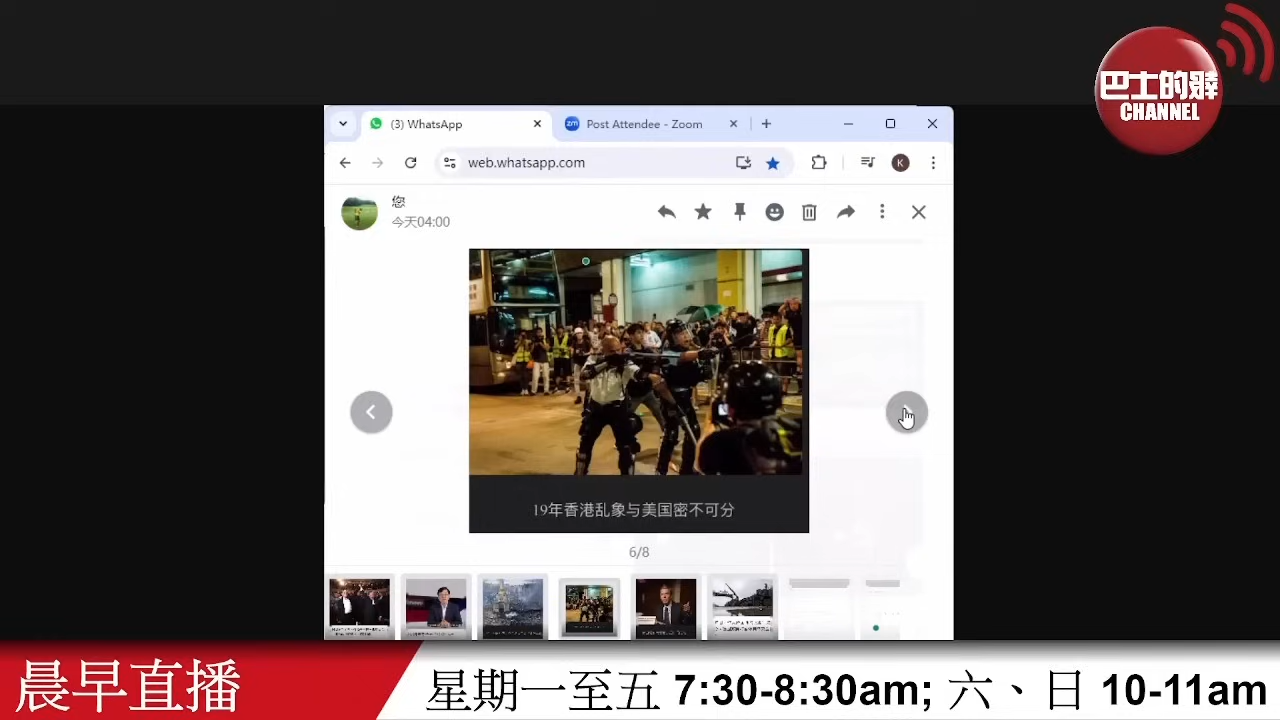 巴士的報
CHANNEL
(3) WhatsApp
Post Attendee - Zoom
web.whatsapp.com
K
您
今天04:00
19年香港乱象与美国密不可分
6/8
晨早直播
星期一至五 7:30-8:30am; 六、日 10-11am